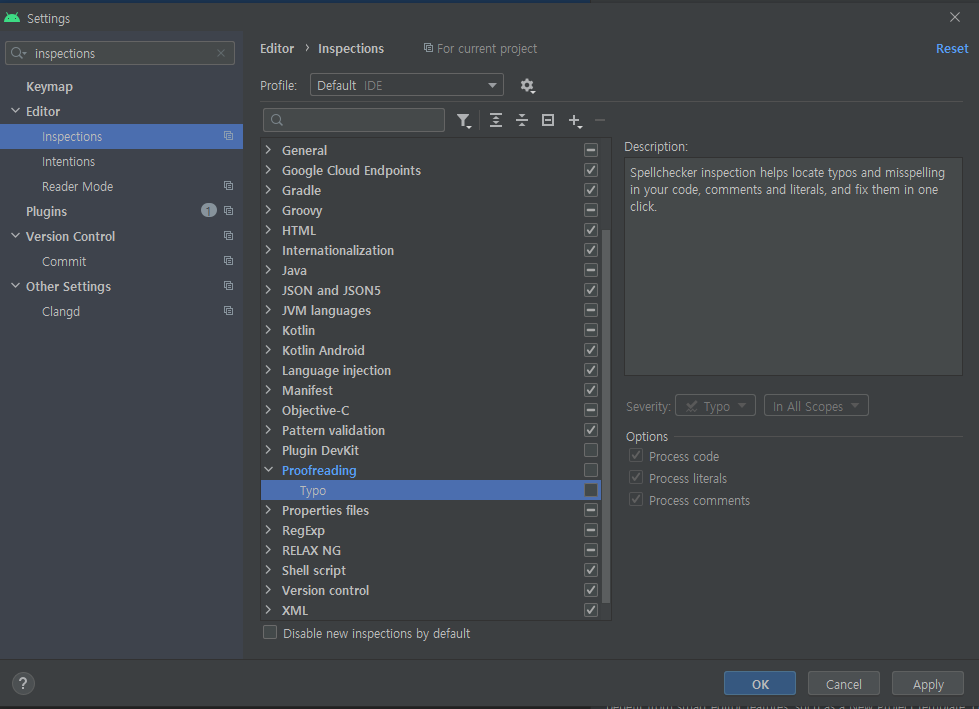 Settings
inspections
Keymap
Editor
Inspections
Intentions
Reader Mode
Plugins
1
Version Control
Commit
Other Settings
Clangd
Editor › Inspections
For current project
Reset
Profile:
Default IDE
General
Google Cloud Endpoints
Gradle
Groovy
HTML
Internationalization
Java
JSON and JSON5
JVM languages
Kotlin
Kotlin Android
Language injection
Manifest
Objective-C
Pattern validation
Plugin DevKit
Proofreading
Typo
Properties files
RegExp
RELAX NG
Shell script
Version control
XML
Disable new inspections by default
Description:
Spellchecker inspection helps locate typos and misspelling
in your code, comments and literals, and fix them in one
click.
Severity:
Typo
In All Scopes
Options
Process code
Process literals
Process comments
?
OK
Cancel
Apply